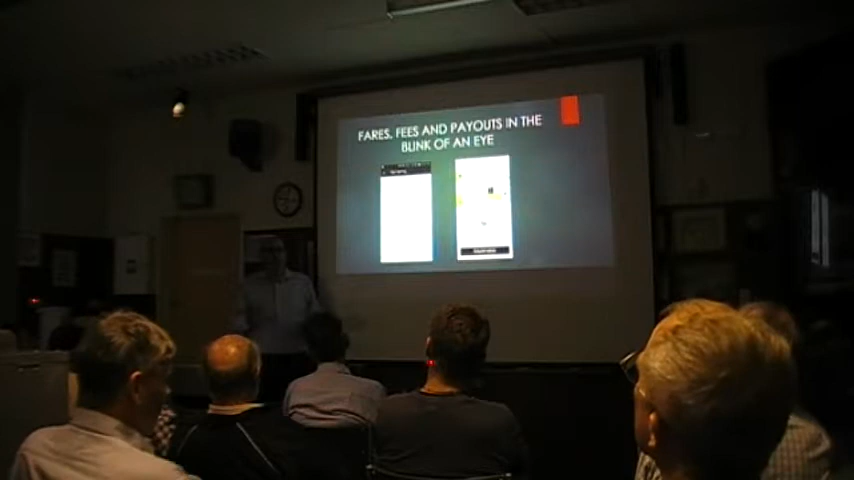 FARES, FEES AND PAYOUTS IN THE
BLINK OF AN EYE